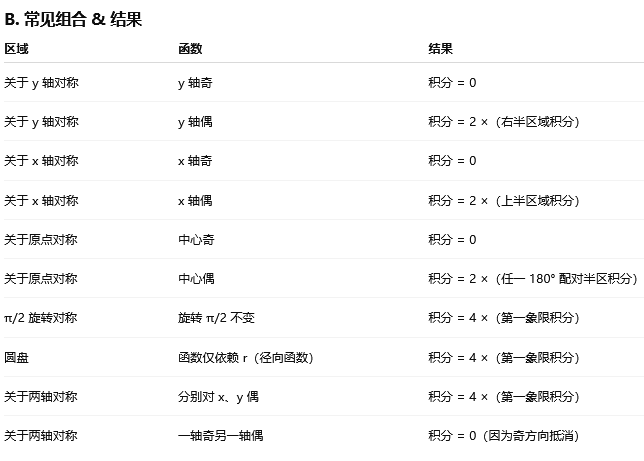 B. 常见组合 & 结果
区域 函数 结果
关于 y 轴对称 y 轴奇 积分 = 0
关于 y 轴对称 y 轴偶 积分 = 2 ×（右半区域积分）
关于 x 轴对称 x 轴奇 积分 = 0
关于 x 轴对称 x 轴偶 积分 = 2 ×（上半区域积分）
关于原点对称 中心奇 积分 = 0
关于原点对称 中心偶 积分 = 2 ×（任一 180° 配对半区积分）
π/2 旋转对称 旋转 π/2 不变 积分 = 4 ×（第一象限积分）
圆盘 函数仅依赖 r（径向函数） 积分 = 4 ×（第一象限积分）
关于两轴对称 分别对 x、y 偶 积分 = 4 ×（第一象限积分）
关于两轴对称 一轴奇另一轴偶 积分 = 0（因为奇方向抵消）